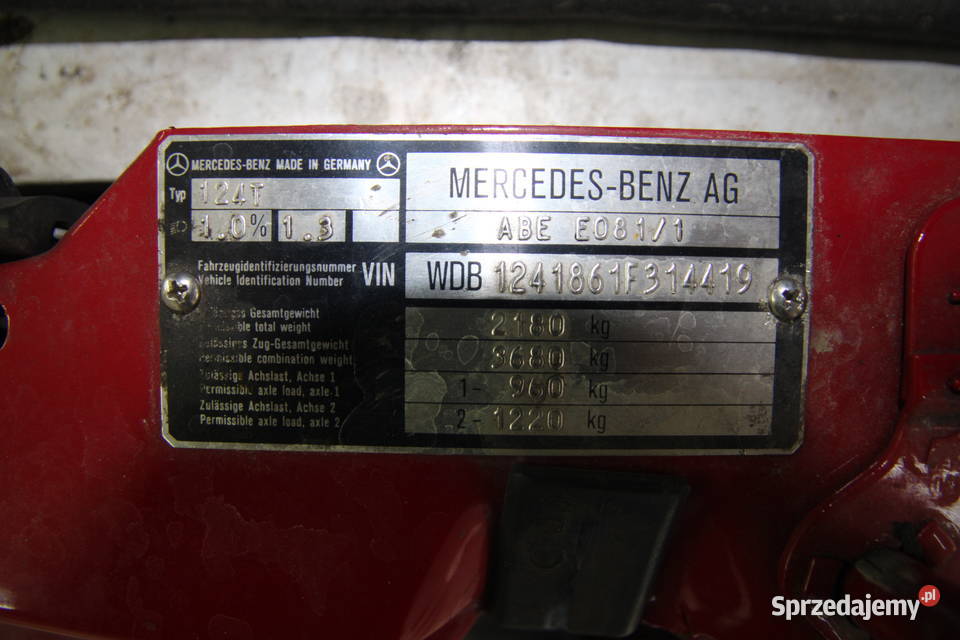 MERCEDES-BENZ MADE IN GERMANY
Typ 124T
1.0% 1.3
MERCEDES-BENZ AG
ABE E081/1
Fahrzeugidentifizierungsnummer
Vehicle Identification Number
VIN
WDB 1241861F314419
Gesamtgewicht
total weight
2180 kg
Zug-Gesamtgewicht
Permissible combination weight
3680 kg
Zulässige Achslast, Achse 1
Permissible axle load, axle 1
1- 960 kg
Zulässige Achslast, Achse 2
Permissible axle load, axle 2
2- 1220 kg
Sprzedajemy.pl